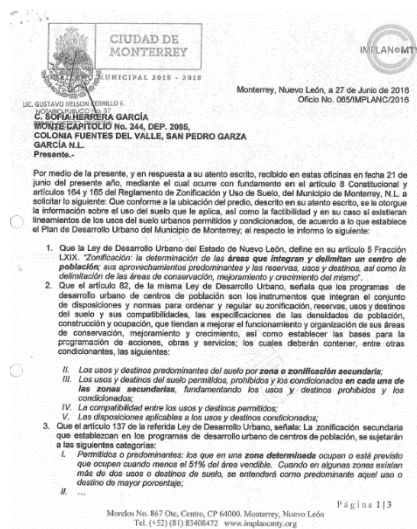 CIUDAD DE
MONTERREY
GOBIERNO MUNICIPAL 2015 - 2018
IMPLANcMTY
Monterrey, Nuevo León, a 27 de Junio de 2016
Oficio No. 065/IMPLANC/2016
LIC. GUSTAVO NELSON CERRILLO R.
NOTARIO PUBLICO No. 37
C. SOFIA HERRERA GARCÍA
MONTE CAPITOLIO No. 244, DEP. 2085,
COLONIA FUENTES DEL VALLE, SAN PEDRO GARZA
GARCÍA N.L.
Presente.-
Por medio de la presente, y en respuesta a su atento escrito, recibido en estas oficinas en fecha 21 de
junio del presente año, mediante el cual ocurre con fundamento en el artículo 8 Constitucional y
artículos 164 y 165 del Reglamento de Zonificación y Uso de Suelo, del Municipio de Monterrey, N.L. a
solicitar lo siguiente: Que conforme a la ubicación del predio, descrito en su atento escrito, se le otorgue
la información sobre el uso del suelo que le aplica, así como la factibilidad y en su caso si existieran
lineamientos de los usos del suelo urbanos permitidos y condicionados, de acuerdo a lo que establece
el Plan de Desarrollo Urbano del Municipio de Monterrey; al respecto le informo lo siguiente:
1. Que la Ley de Desarrollo Urbano del Estado de Nuevo León, define en su artículo 5 Fracción
LXIX. "Zonificación: la determinación de las áreas que integran y delimitan un centro de
población; sus aprovechamientos predominantes y las reservas, usos y destinos, así como la
delimitación de las áreas de conservación, mejoramiento y crecimiento del mismo".
2. Que el artículo 82, de la misma Ley de Desarrollo Urbano, señala que los programas de
desarrollo urbano de centros de población son los instrumentos que integran el conjunto
de disposiciones y normas para ordenar y regular su zonificación, reservas, usos y destinos
del suelo y sus compatibilidades, las especificaciones de las densidades de población,
construcción y ocupación, que tiendan a mejorar el funcionamiento y organización de sus áreas
de conservación, mejoramiento y crecimiento, así como establecer las bases para la
programación de acciones, obras y servicios; los cuales deberán contener, entre otras
condicionantes, las siguientes:
II. Los usos y destinos predominantes del suelo por zona o zonificación secundaria;
III. Los usos y destinos del suelo permitidos, prohibidos y los condicionados en cada una de
las zonas secundarias, fundamentando los usos y destinos prohibidos y los
condicionados;
IV. La compatibilidad entre los usos y destinos permitidos;
V. Las disposiciones aplicables a los usos y destinos condicionados;
3. Que el artículo 137 de la referida Ley de Desarrollo Urbano, señala: La zonificación secundaria
que establezcan en los programas de desarrollo urbano de centros de población, se sujetarán
a las siguientes categorías:
I. Permitidos o predominantes: los que en una zona determinada ocupan o está previsto
que ocupen cuando menos el 51% del área vendible. Cuando en algunas zonas existan
más de dos usos o destinos de suelo, se entenderá como predominante aquel uso o
destino de mayor porcentaje;
II. ...
Página 1|3
Morelos No. 867 Ote, Centro, CP 64000. Monterrey, Nuevo León
Tel. (+52) (81) 83408472 www.implancmty.org